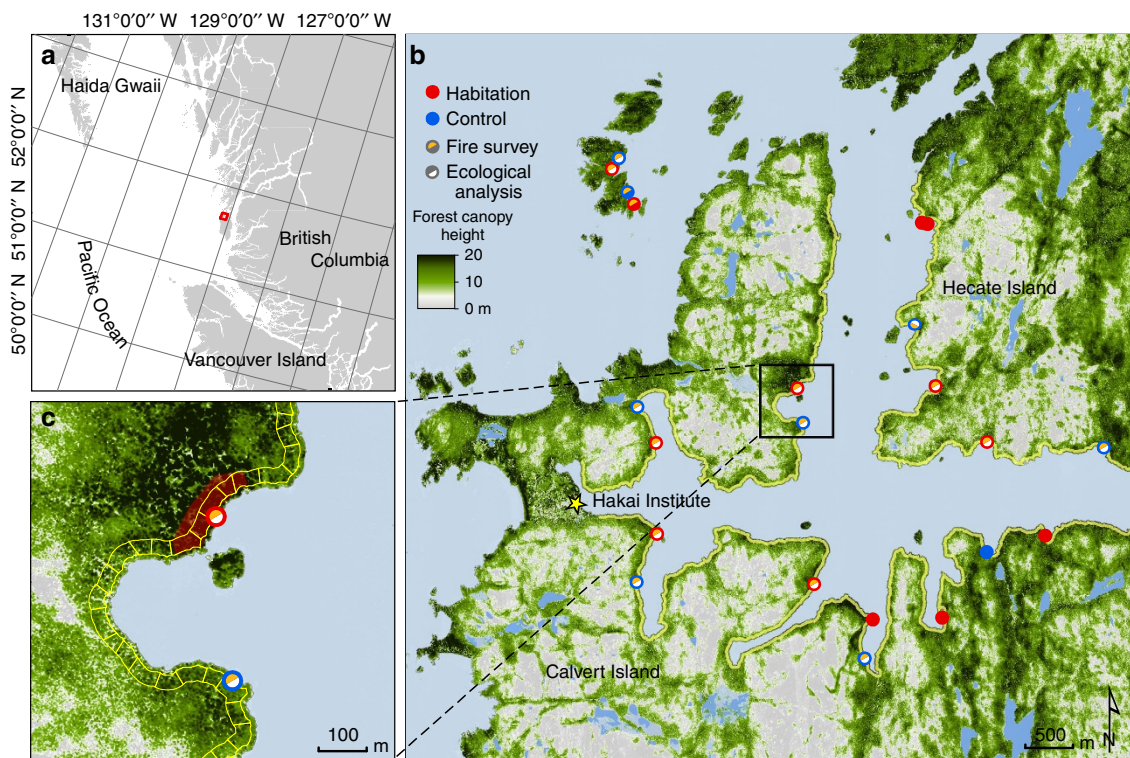 131°0'0'' W 129°0'0'' W 127°0'0'' W
a
Haida Gwaii
52°0'0'' N
51°0'0'' N
50°0'0'' N
British
Columbia
Pacific Ocean
Vancouver Island
b
Habitation
Control
Fire survey
Ecological
analysis
Forest canopy
height
20
10
0 m
Hecate Island
Hakai Institute
Calvert Island
500 m
N
c
100 m